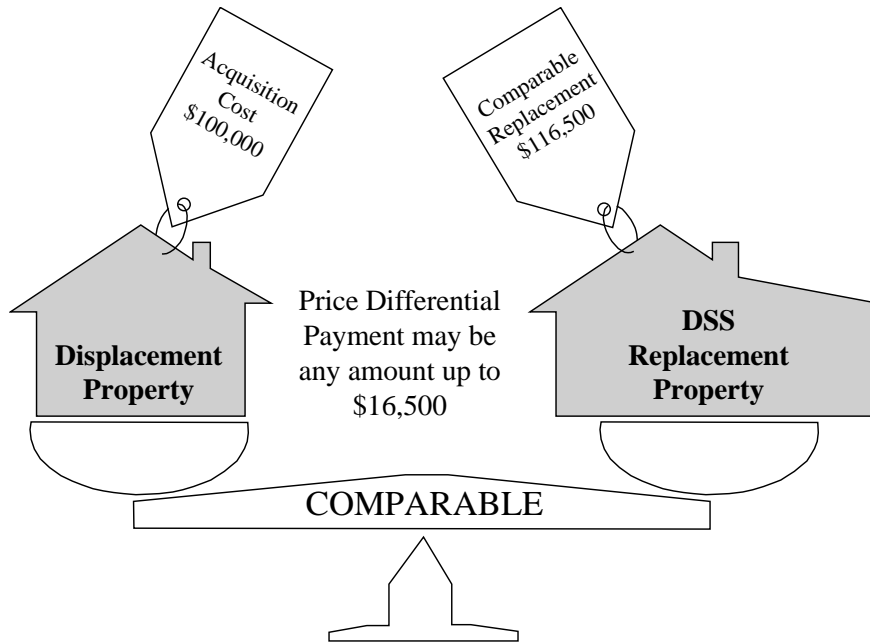 Acquisition
Cost
$100,000
Comparable
Replacement
$116,500
Displacement
Property
Price Differential
Payment may be
any amount up to
$16,500
DSS
Replacement
Property
COMPARABLE